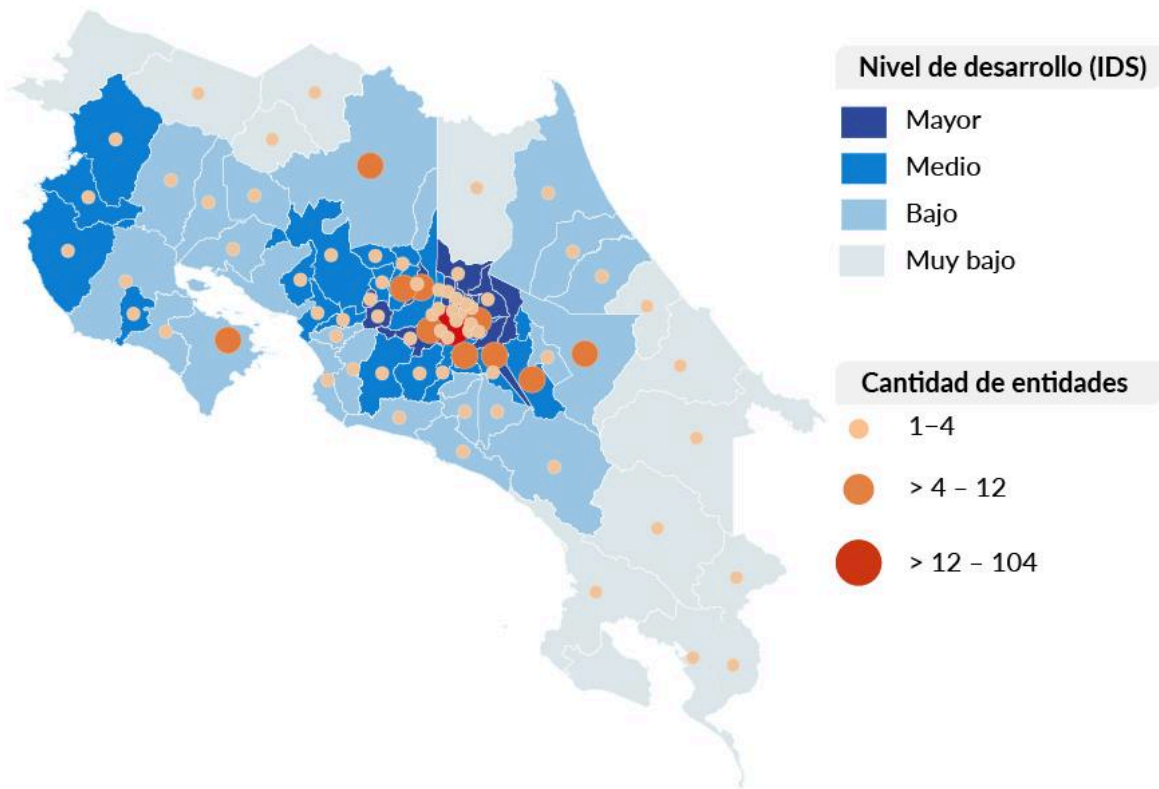 Nivel de desarrollo (IDS)
Mayor
Medio
Bajo
Muy bajo
Cantidad de entidades
1–4
> 4 – 12
> 12 – 104